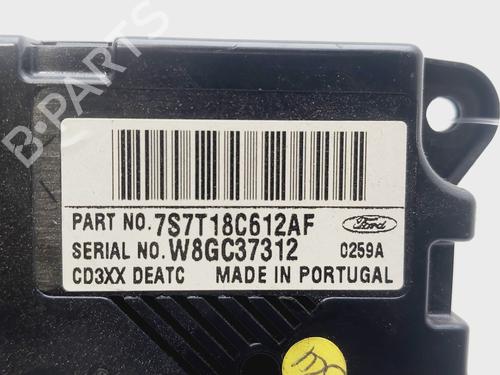 B-PARTS
PART NO. 7S7T18C612AF
Ford
SERIAL NO. W8GC37312
0259A
CD3XX DEATC MADE IN PORTUGAL